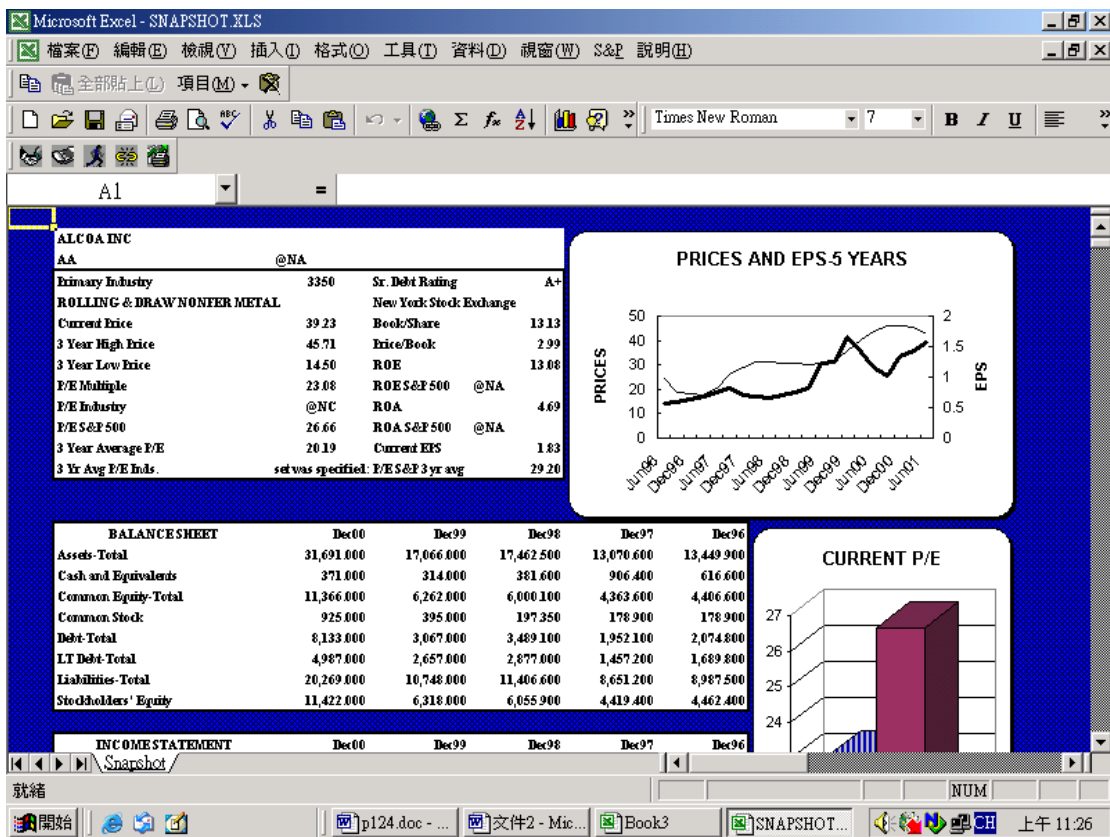 Microsoft Excel - SNAPSHOT.XLS
檔案(F) 編輯(E) 檢視(V) 插入(I) 格式(O) 工具(T) 資料(D) 視窗(W) S&P 說明(H)
全部貼上(L) 項目(M)
Times New Roman 7 B I U
A1 =
ALCOA INC
AA @NA
Primary Industry 3350 Sr. Debt Rating A+
ROLLING & DRAW NONFER METAL New York Stock Exchange
Current Price 39.23 Book/Share 13.13
3 Year High Price 45.71 Price/Book 2.99
3 Year Low Price 14.50 ROE 13.08
P/E Multiple 23.08 ROE S&P 500 @NA
P/E Industry @NC ROA 4.69
P/E S&P 500 26.66 ROA S&P 500 @NA
3 Year Average P/E 20.19 Current EPS 1.83
3 Yr Avg P/E Inds. set was specified: P/E S&P 3 yr avg 29.20
PRICES AND EPS-5 YEARS
PRICES
50
40
30
20
10
0
2
1.5
1
0.5
0
EPS
Jun96 Dec96 Jun97 Dec97 Jun98 Dec98 Jun99 Dec99 Jun00 Dec00 Jun01
BALANCE SHEET Dec00 Dec99 Dec98 Dec97 Dec96
Assets-Total 31,691.000 17,066.000 17,462.500 13,070.600 13,449.900
Cash and Equivalents 371.000 314.000 381.600 906.400 616.600
Common Equity-Total 11,366.000 6,262.000 6,000.100 4,363.600 4,406.600
Common Stock 925.000 395.000 197.350 178.900 178.900
Debt-Total 8,133.000 3,067.000 3,489.100 1,952.100 2,074.800
LT Debt-Total 4,987.000 2,657.000 2,877.000 1,457.200 1,689.800
Liabilities-Total 20,269.000 10,748.000 11,406.600 8,651.200 8,987.500
Stockholders' Equity 11,422.000 6,318.000 6,055.900 4,419.400 4,462.400
CURRENT P/E
27
26
25
24
INCOME STATEMENT Dec00 Dec99 Dec98 Dec97 Dec96
Snapshot
就緒 NUM
開始 p124.doc - ... 文件2 - Mic... Book3 SNAPSHOT... CH 上午 11:26